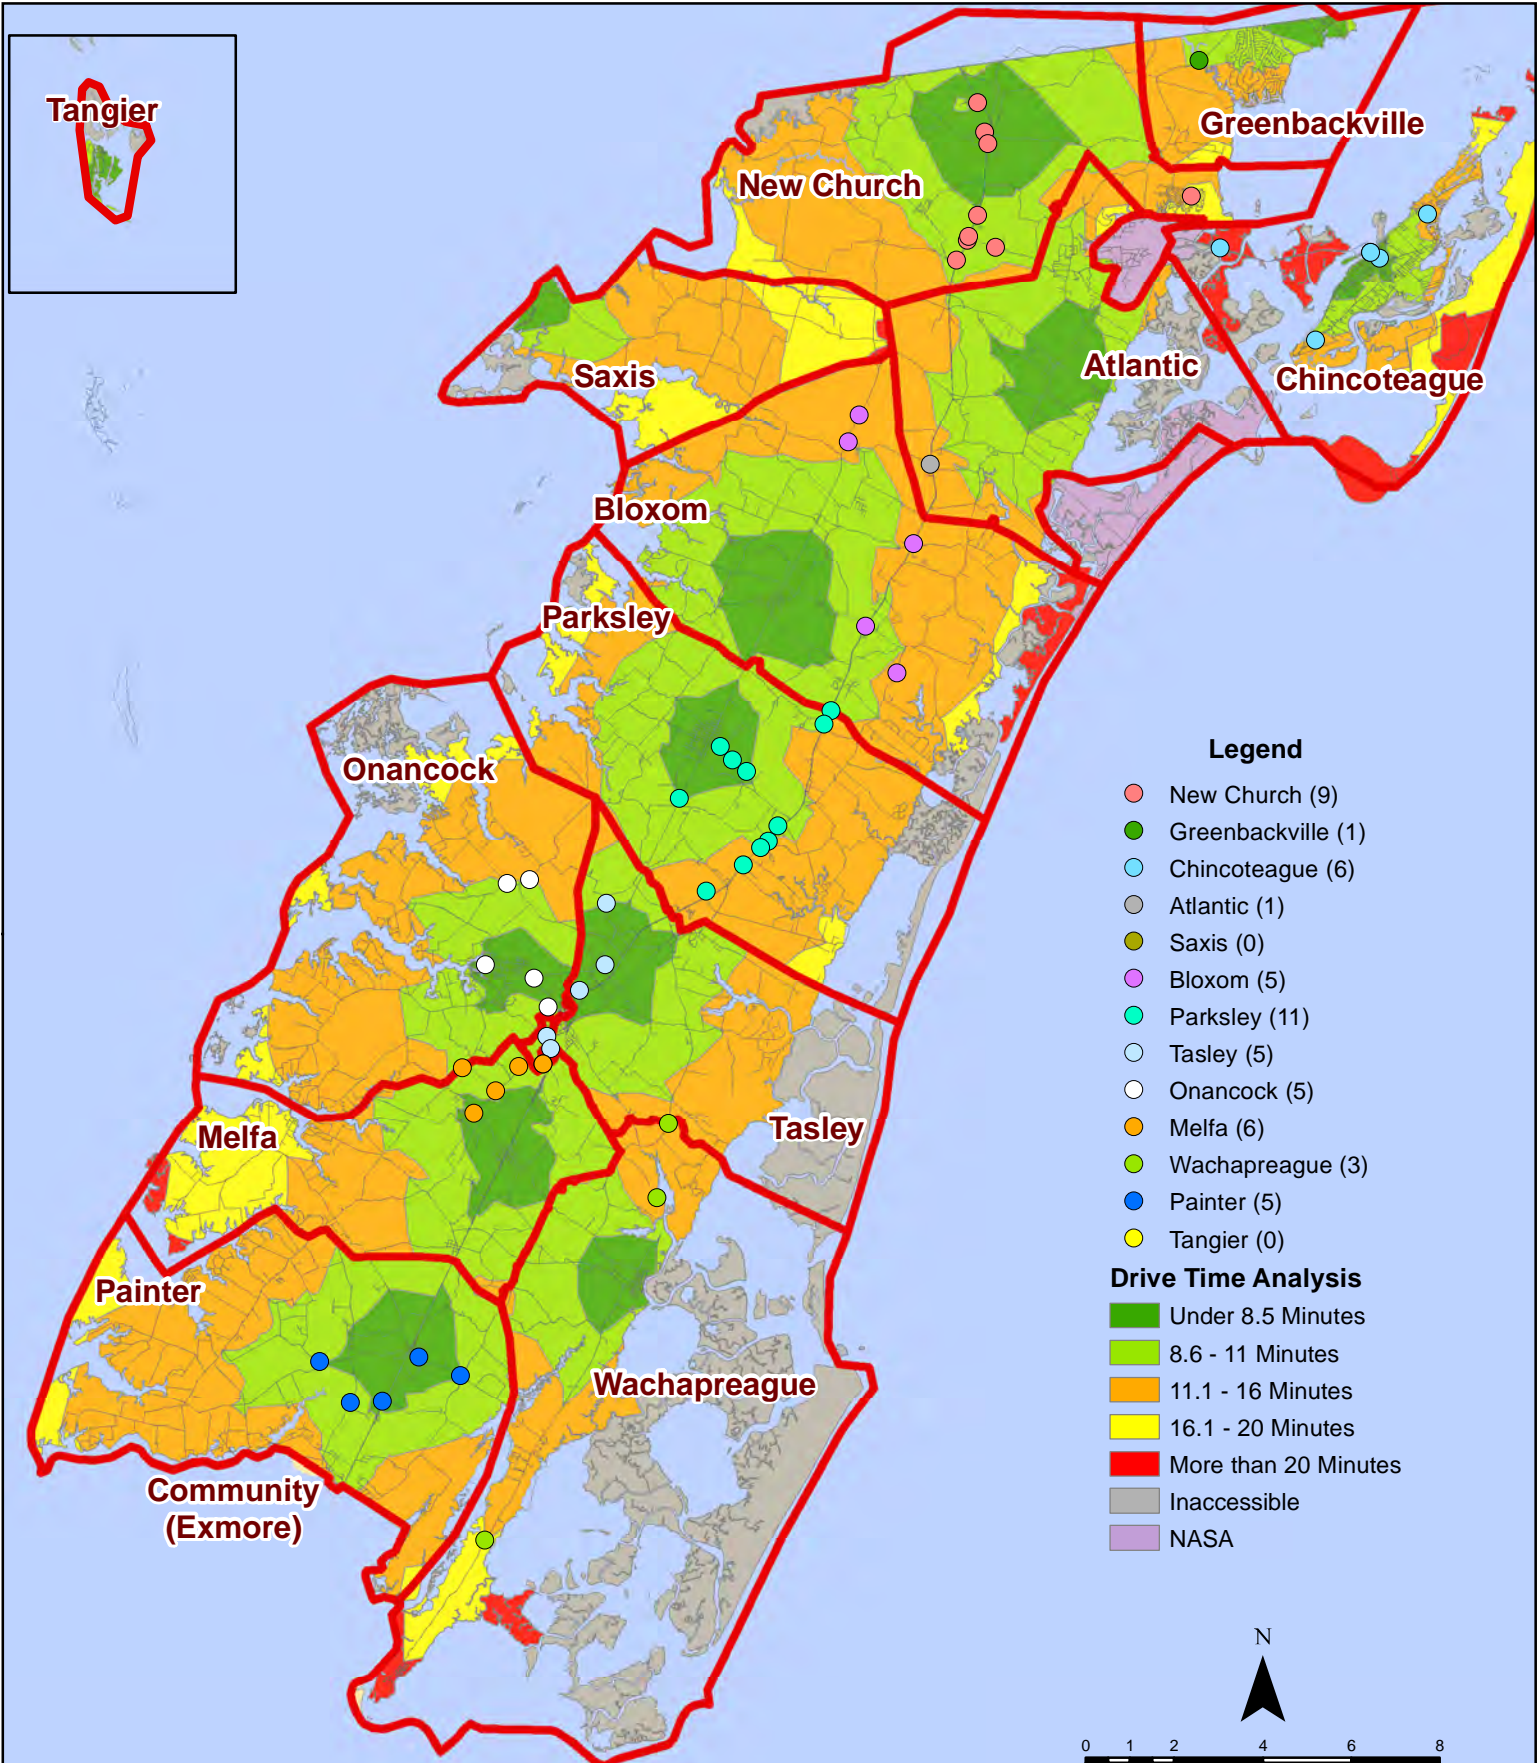 Tangier
Greenbackville
New Church
Atlantic
Chincoteague
Saxis
Bloxom
Parksley
Onancock
Tasley
Melfa
Painter
Wachapreague
Community
(Exmore)
Legend
New Church (9)
Greenbackville (1)
Chincoteague (6)
Atlantic (1)
Saxis (0)
Bloxom (5)
Parksley (11)
Tasley (5)
Onancock (5)
Melfa (6)
Wachapreague (3)
Painter (5)
Tangier (0)
Drive Time Analysis
Under 8.5 Minutes
8.6 - 11 Minutes
11.1 - 16 Minutes
16.1 - 20 Minutes
More than 20 Minutes
Inaccessible
NASA
N
0 1 2 4 6 8